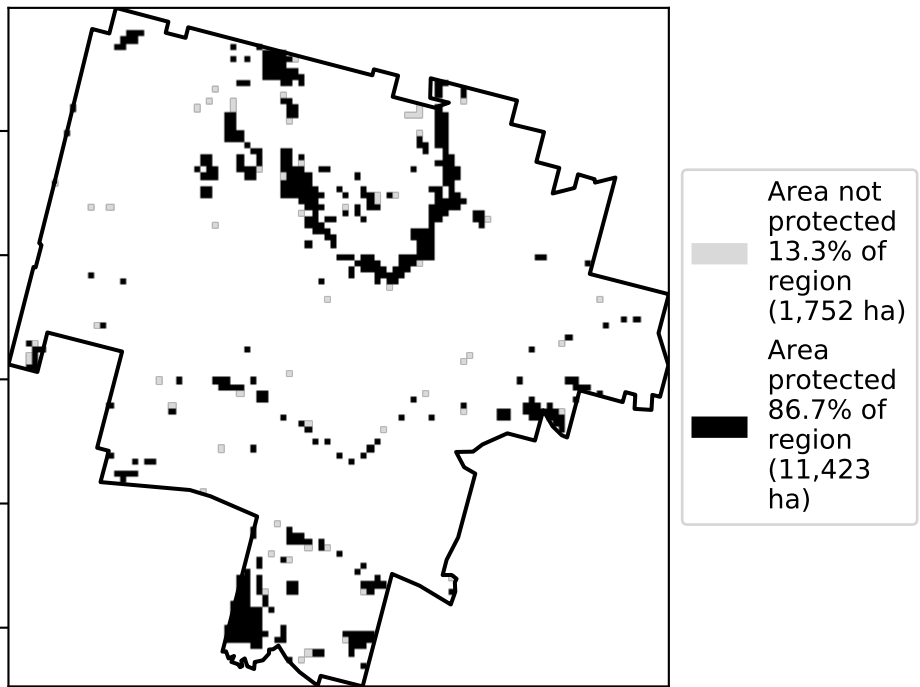 Area not
protected
13.3% of
region
(1,752 ha)
Area
protected
86.7% of
region
(11,423
ha)